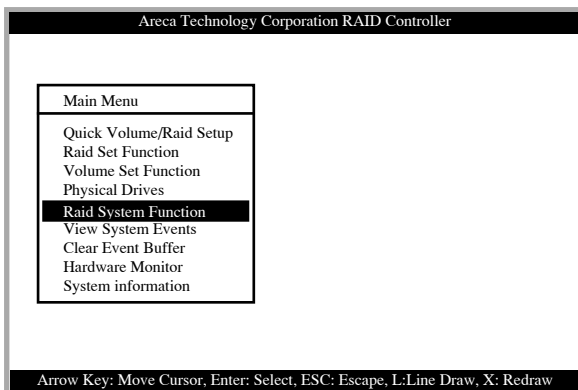 Areca Technology Corporation RAID Controller
Main Menu
Quick Volume/Raid Setup
Raid Set Function
Volume Set Function
Physical Drives
Raid System Function
View System Events
Clear Event Buffer
Hardware Monitor
System information
Arrow Key: Move Cursor, Enter: Select, ESC: Escape, L:Line Draw, X: Redraw